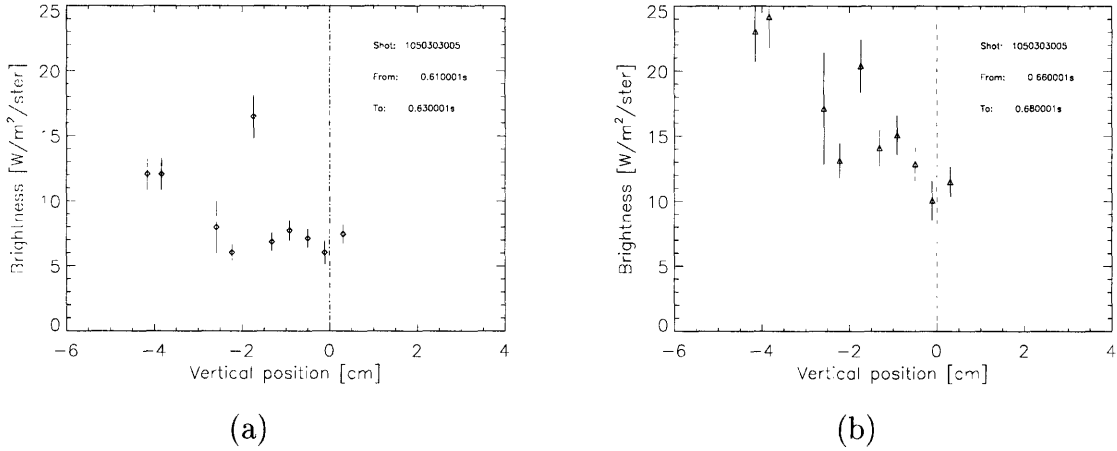 Brightness [W/m²/ster]
25
20
15
10
5
0
Shot: 1050303005
From: 0.610001s
To: 0.630001s
−6 −4 −2 0 2 4
Vertical position [cm]
(a)
Brightness [W/m²/ster]
25
20
15
10
5
0
Shot: 1050303005
From: 0.660001s
To: 0.680001s
−6 −4 −2 0 2 4
Vertical position [cm]
(b)